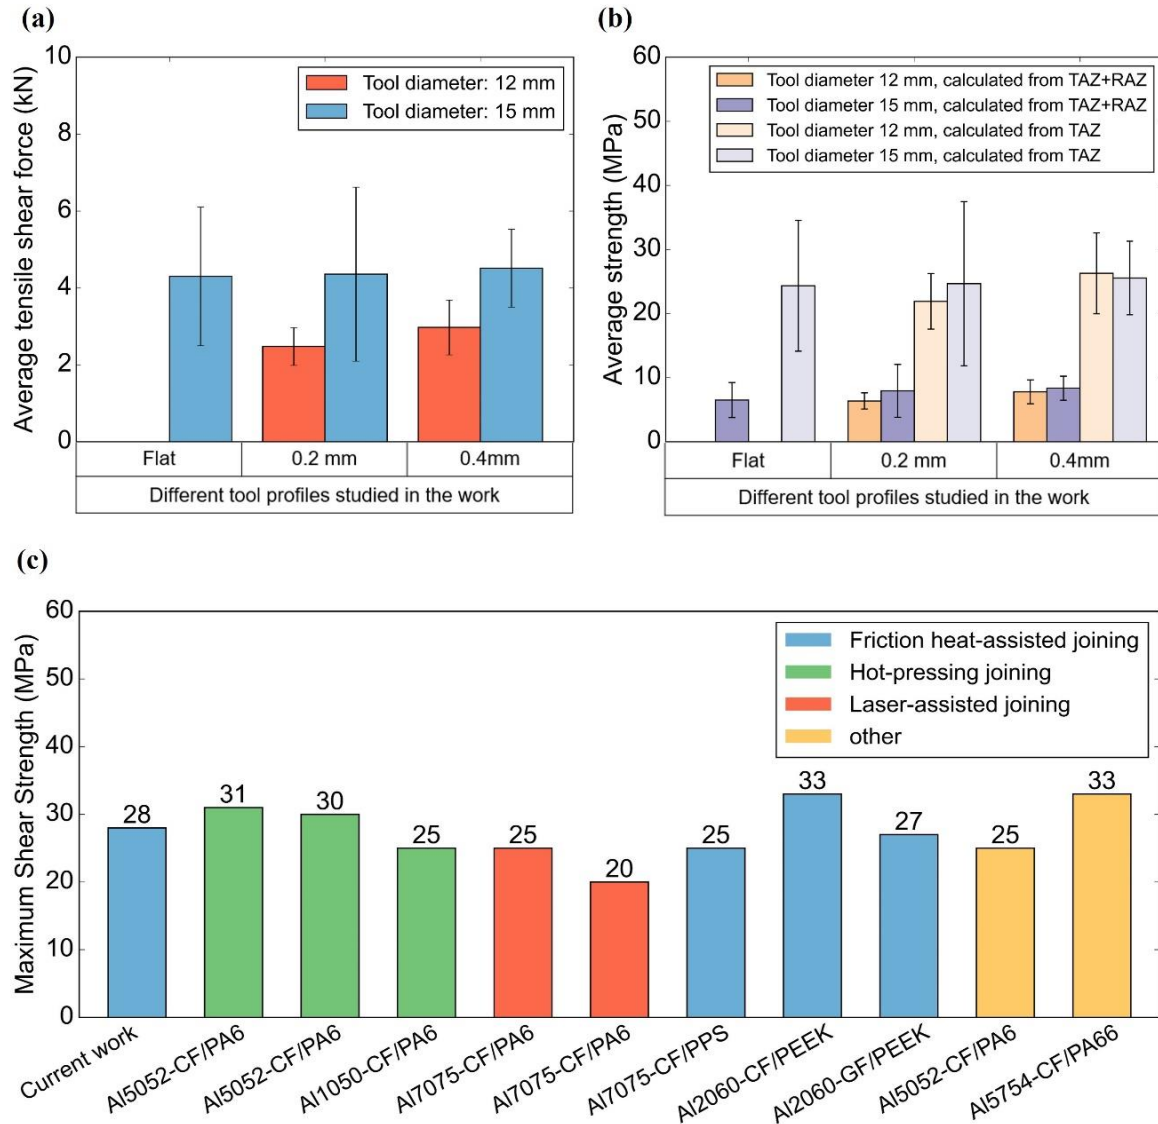 (a)
10
8
6
4
2
0
Average tensile shear force (kN)
Tool diameter: 12 mm
Tool diameter: 15 mm
Flat
0.2 mm
0.4mm
Different tool profiles studied in the work
(b)
60
50
40
30
20
10
0
Average strength (MPa)
Tool diameter 12 mm, calculated from TAZ+RAZ
Tool diameter 15 mm, calculated from TAZ+RAZ
Tool diameter 12 mm, calculated from TAZ
Tool diameter 15 mm, calculated from TAZ
Flat
0.2 mm
0.4mm
Different tool profiles studied in the work
(c)
60
50
40
30
20
10
0
Maximum Shear Strength (MPa)
Friction heat-assisted joining
Hot-pressing joining
Laser-assisted joining
other
28
31
30
25
25
20
25
33
27
25
33
Current work
Al5052-CF/PA6
Al5052-CF/PA6
Al1050-CF/PA6
Al7075-CF/PA6
Al7075-CF/PA6
Al7075-CF/PPS
Al2060-CF/PEEK
Al2060-GF/PEEK
Al5052-CF/PA6
Al5754-CF/PA66